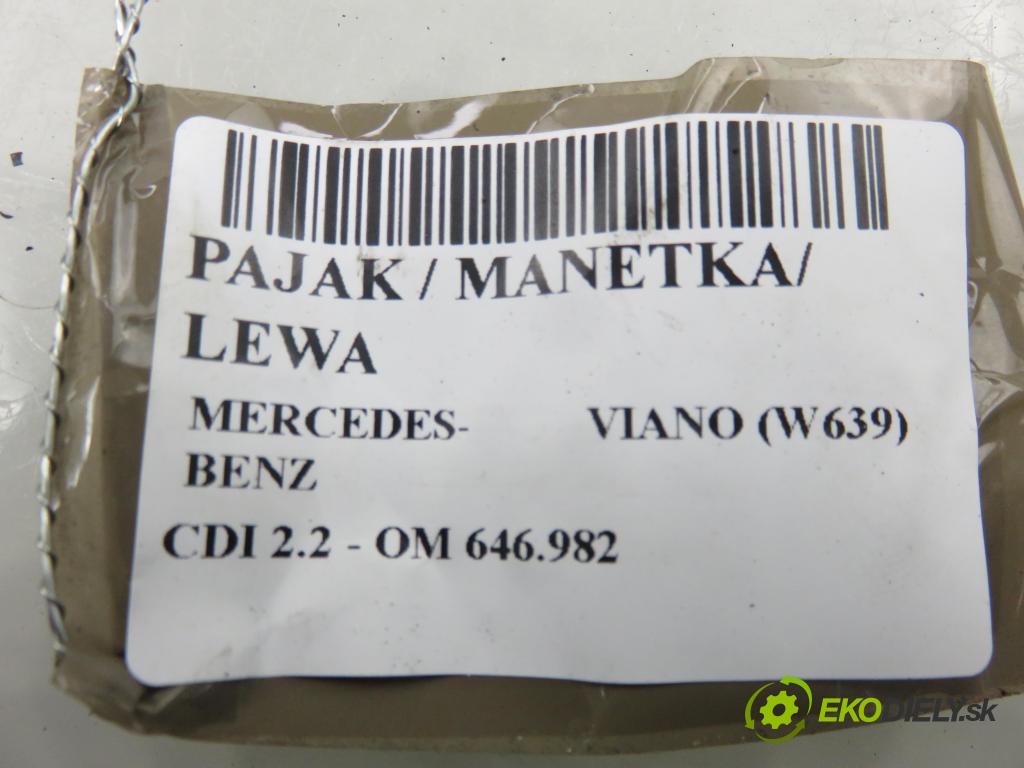 PAJAK / MANETKA/
LEWA
MERCEDES- VIANO (W639)
BENZ
CDI 2.2 - OM 646.982
EKODIELY.sk